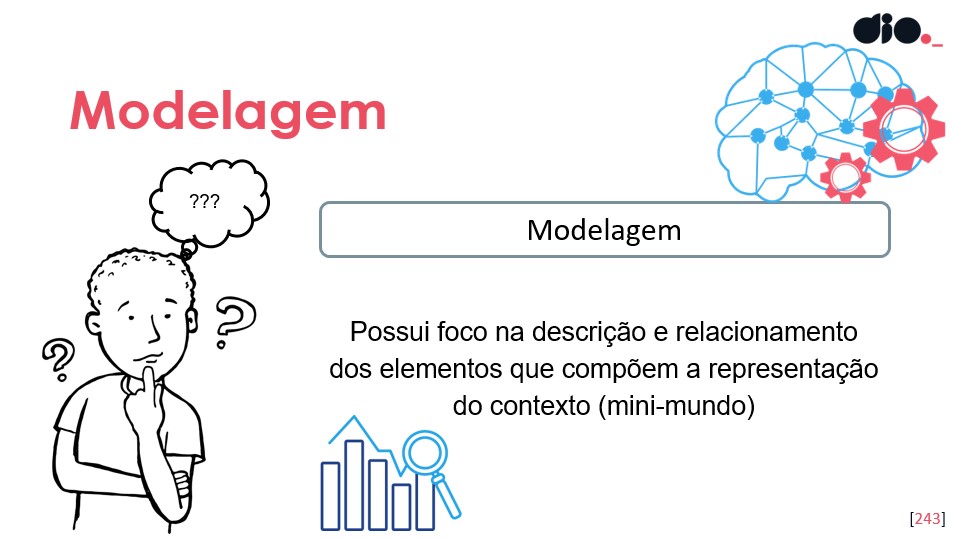 dio._
Modelagem
???
Modelagem
?
?
Possui foco na descrição e relacionamento
dos elementos que compõem a representação
do contexto (mini-mundo)
[243]